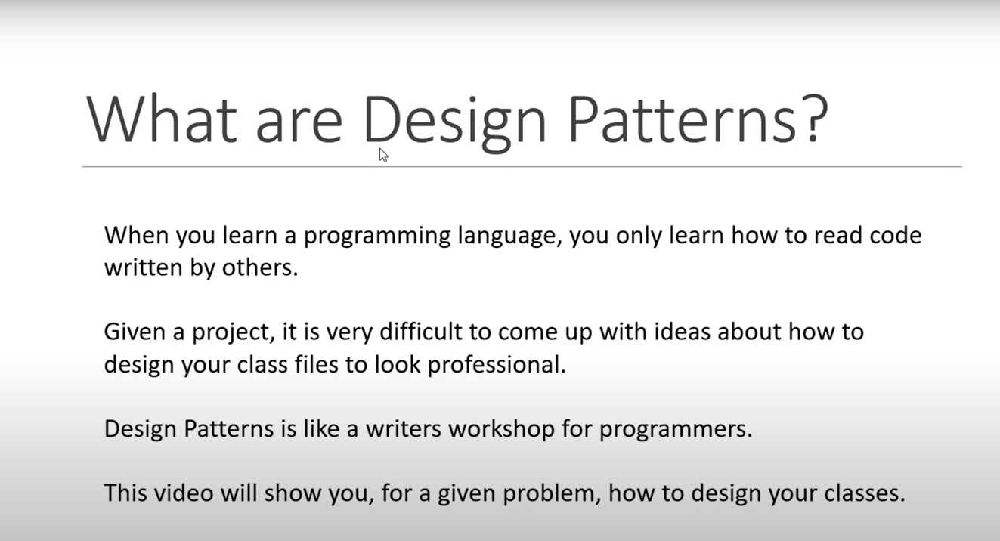 What are Design Patterns?
When you learn a programming language, you only learn how to read code
written by others.
Given a project, it is very difficult to come up with ideas about how to
design your class files to look professional.
Design Patterns is like a writers workshop for programmers.
This video will show you, for a given problem, how to design your classes.